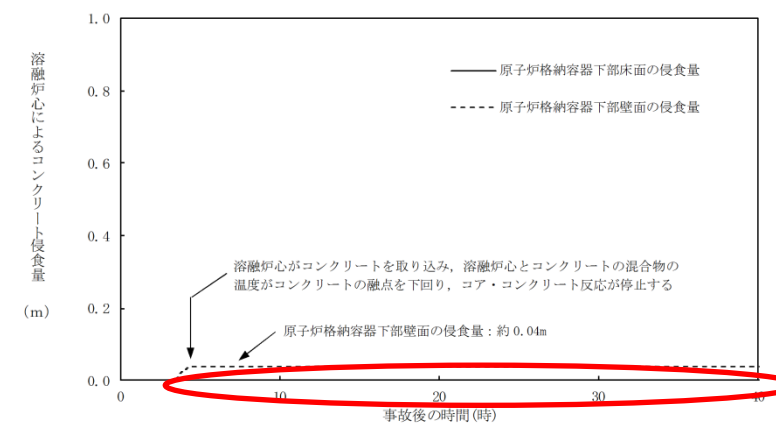 溶融炉心によるコンクリート侵食量
(m)
1.0
0.8
0.6
0.4
0.2
0.0
原子炉格納容器下部床面の侵食量
原子炉格納容器下部壁面の侵食量
溶融炉心がコンクリートを取り込み，溶融炉心とコンクリートの混合物の
温度がコンクリートの融点を下回り，コア・コンクリート反応が停止する
原子炉格納容器下部壁面の侵食量：約 0.04m
0
10
20
30
40
事故後の時間(時)